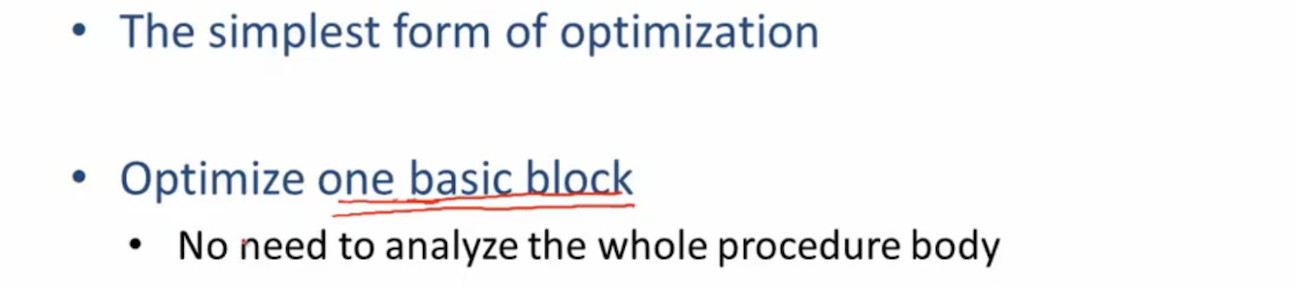 • The simplest form of optimization
• Optimize one basic block
• No need to analyze the whole procedure body